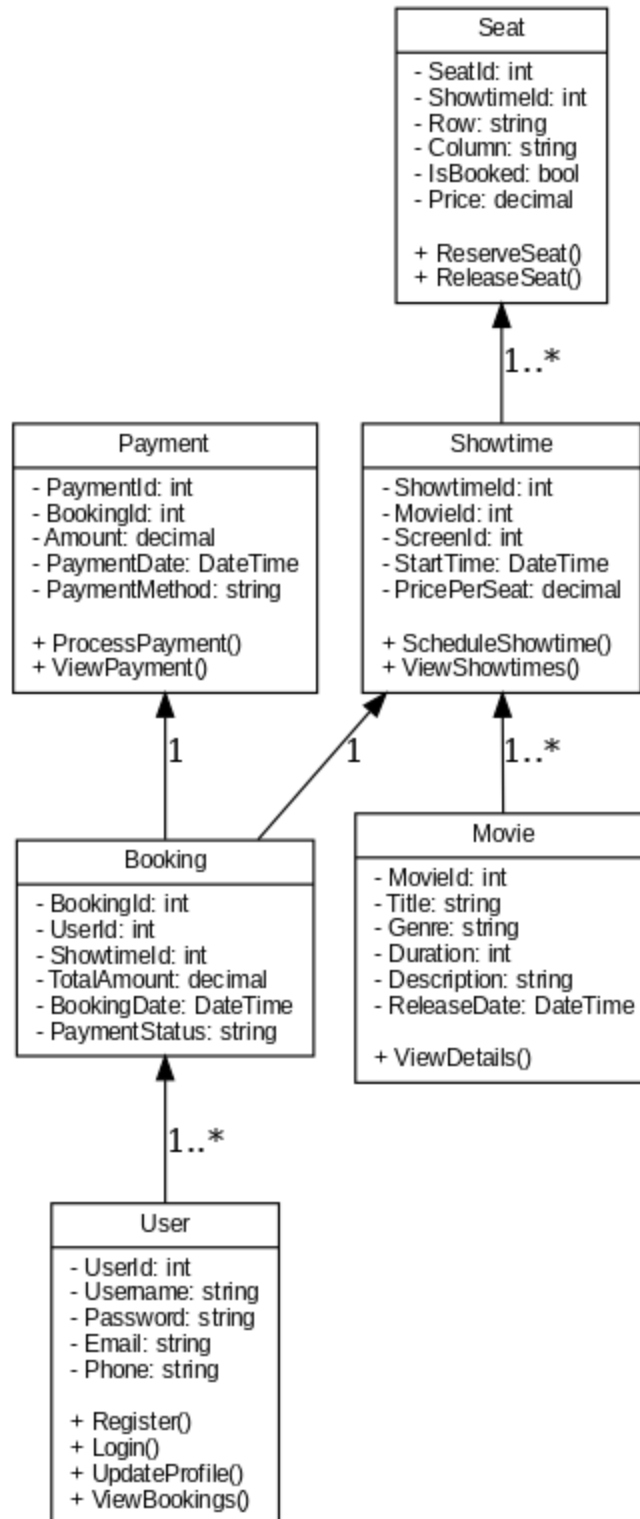 Seat
- SeatId: int
- ShowtimeId: int
- Row: string
- Column: string
- IsBooked: bool
- Price: decimal
+ ReserveSeat()
+ ReleaseSeat()
1..*
Payment
- PaymentId: int
- BookingId: int
- Amount: decimal
- PaymentDate: DateTime
- PaymentMethod: string
+ ProcessPayment()
+ ViewPayment()
Showtime
- ShowtimeId: int
- MovieId: int
- ScreenId: int
- StartTime: DateTime
- PricePerSeat: decimal
+ ScheduleShowtime()
+ ViewShowtimes()
1
1
1..*
Booking
- BookingId: int
- UserId: int
- ShowtimeId: int
- TotalAmount: decimal
- BookingDate: DateTime
- PaymentStatus: string
Movie
- MovieId: int
- Title: string
- Genre: string
- Duration: int
- Description: string
- ReleaseDate: DateTime
+ ViewDetails()
1..*
User
- UserId: int
- Username: string
- Password: string
- Email: string
- Phone: string
+ Register()
+ Login()
+ UpdateProfile()
+ ViewBookings()